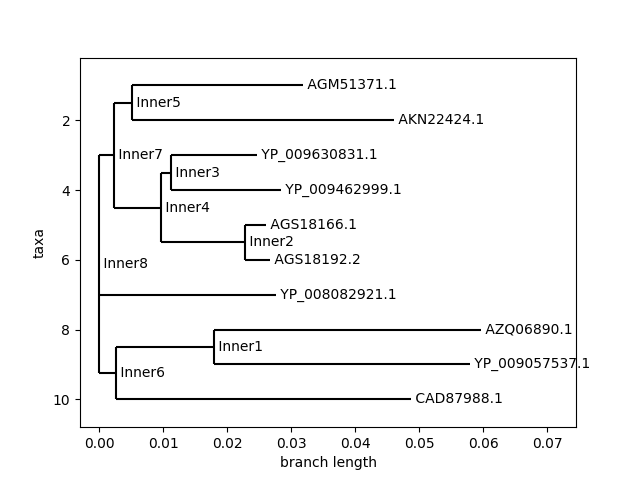 AGM51371.1
Inner5
2
AKN22424.1
Inner7
YP_009630831.1
Inner3
4
YP_009462999.1
Inner4
AGS18166.1
taxa
Inner2
6
AGS18192.2
Inner8
YP_008082921.1
8
AZQ06890.1
Inner1
YP_009057537.1
Inner6
10
CAD87988.1
0.00 0.01 0.02 0.03 0.04 0.05 0.06 0.07
branch length